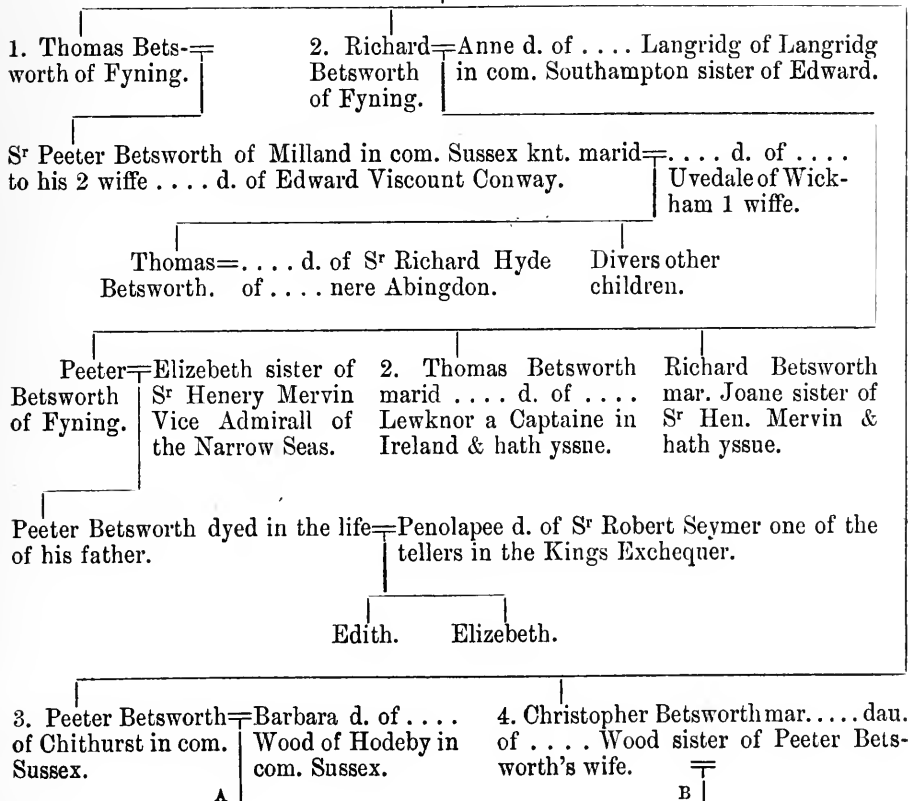 1. Thomas Bets-
worth of Fyning.
2. Richard
Betsworth
of Fyning.
Anne d. of .... Langridg of Langridg
in com. Southampton sister of Edward.
Sr Peeter Betsworth of Milland in com. Sussex knt. marid
to his 2 wiffe .... d. of Edward Viscount Conway.
.... d. of ....
Uvedale of Wick-
ham 1 wiffe.
Thomas
Betsworth.
.... d. of Sr Richard Hyde
of .... nere Abingdon.
Divers other
children.
Peeter
Betsworth
of Fyning.
Elizebeth sister of
Sr Henery Mervin
Vice Admirall of
the Narrow Seas.
2. Thomas Betsworth
marid .... d. of ....
Lewknor a Captaine in
Ireland & hath yssue.
Richard Betsworth
mar. Joane sister of
Sr Hen. Mervin &
hath yssue.
Peeter Betsworth dyed in the life
of his father.
Penolapee d. of Sr Robert Seymer one of the
tellers in the Kings Exchequer.
Edith.
Elizebeth.
3. Peeter Betsworth
of Chithurst in com.
Sussex.
Barbara d. of ....
Wood of Hodeby in
com. Sussex.
4. Christopher Betsworth mar. .... dau.
of .... Wood sister of Peeter Bets-
worth's wife.
A
B